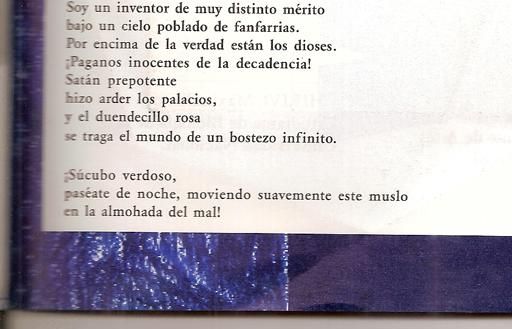 Soy un inventor de muy distinto mérito
bajo un cielo poblado de fanfarrias.
Por encima de la verdad están los dioses.
¡Paganos inocentes de la decadencia!
Satán prepotente
hizo arder los palacios,
y el duendecillo rosa
se traga el mundo de un bostezo infinito.
¡Súcubo verdoso,
paséate de noche, moviendo suavemente este muslo
en la almohada del mal!